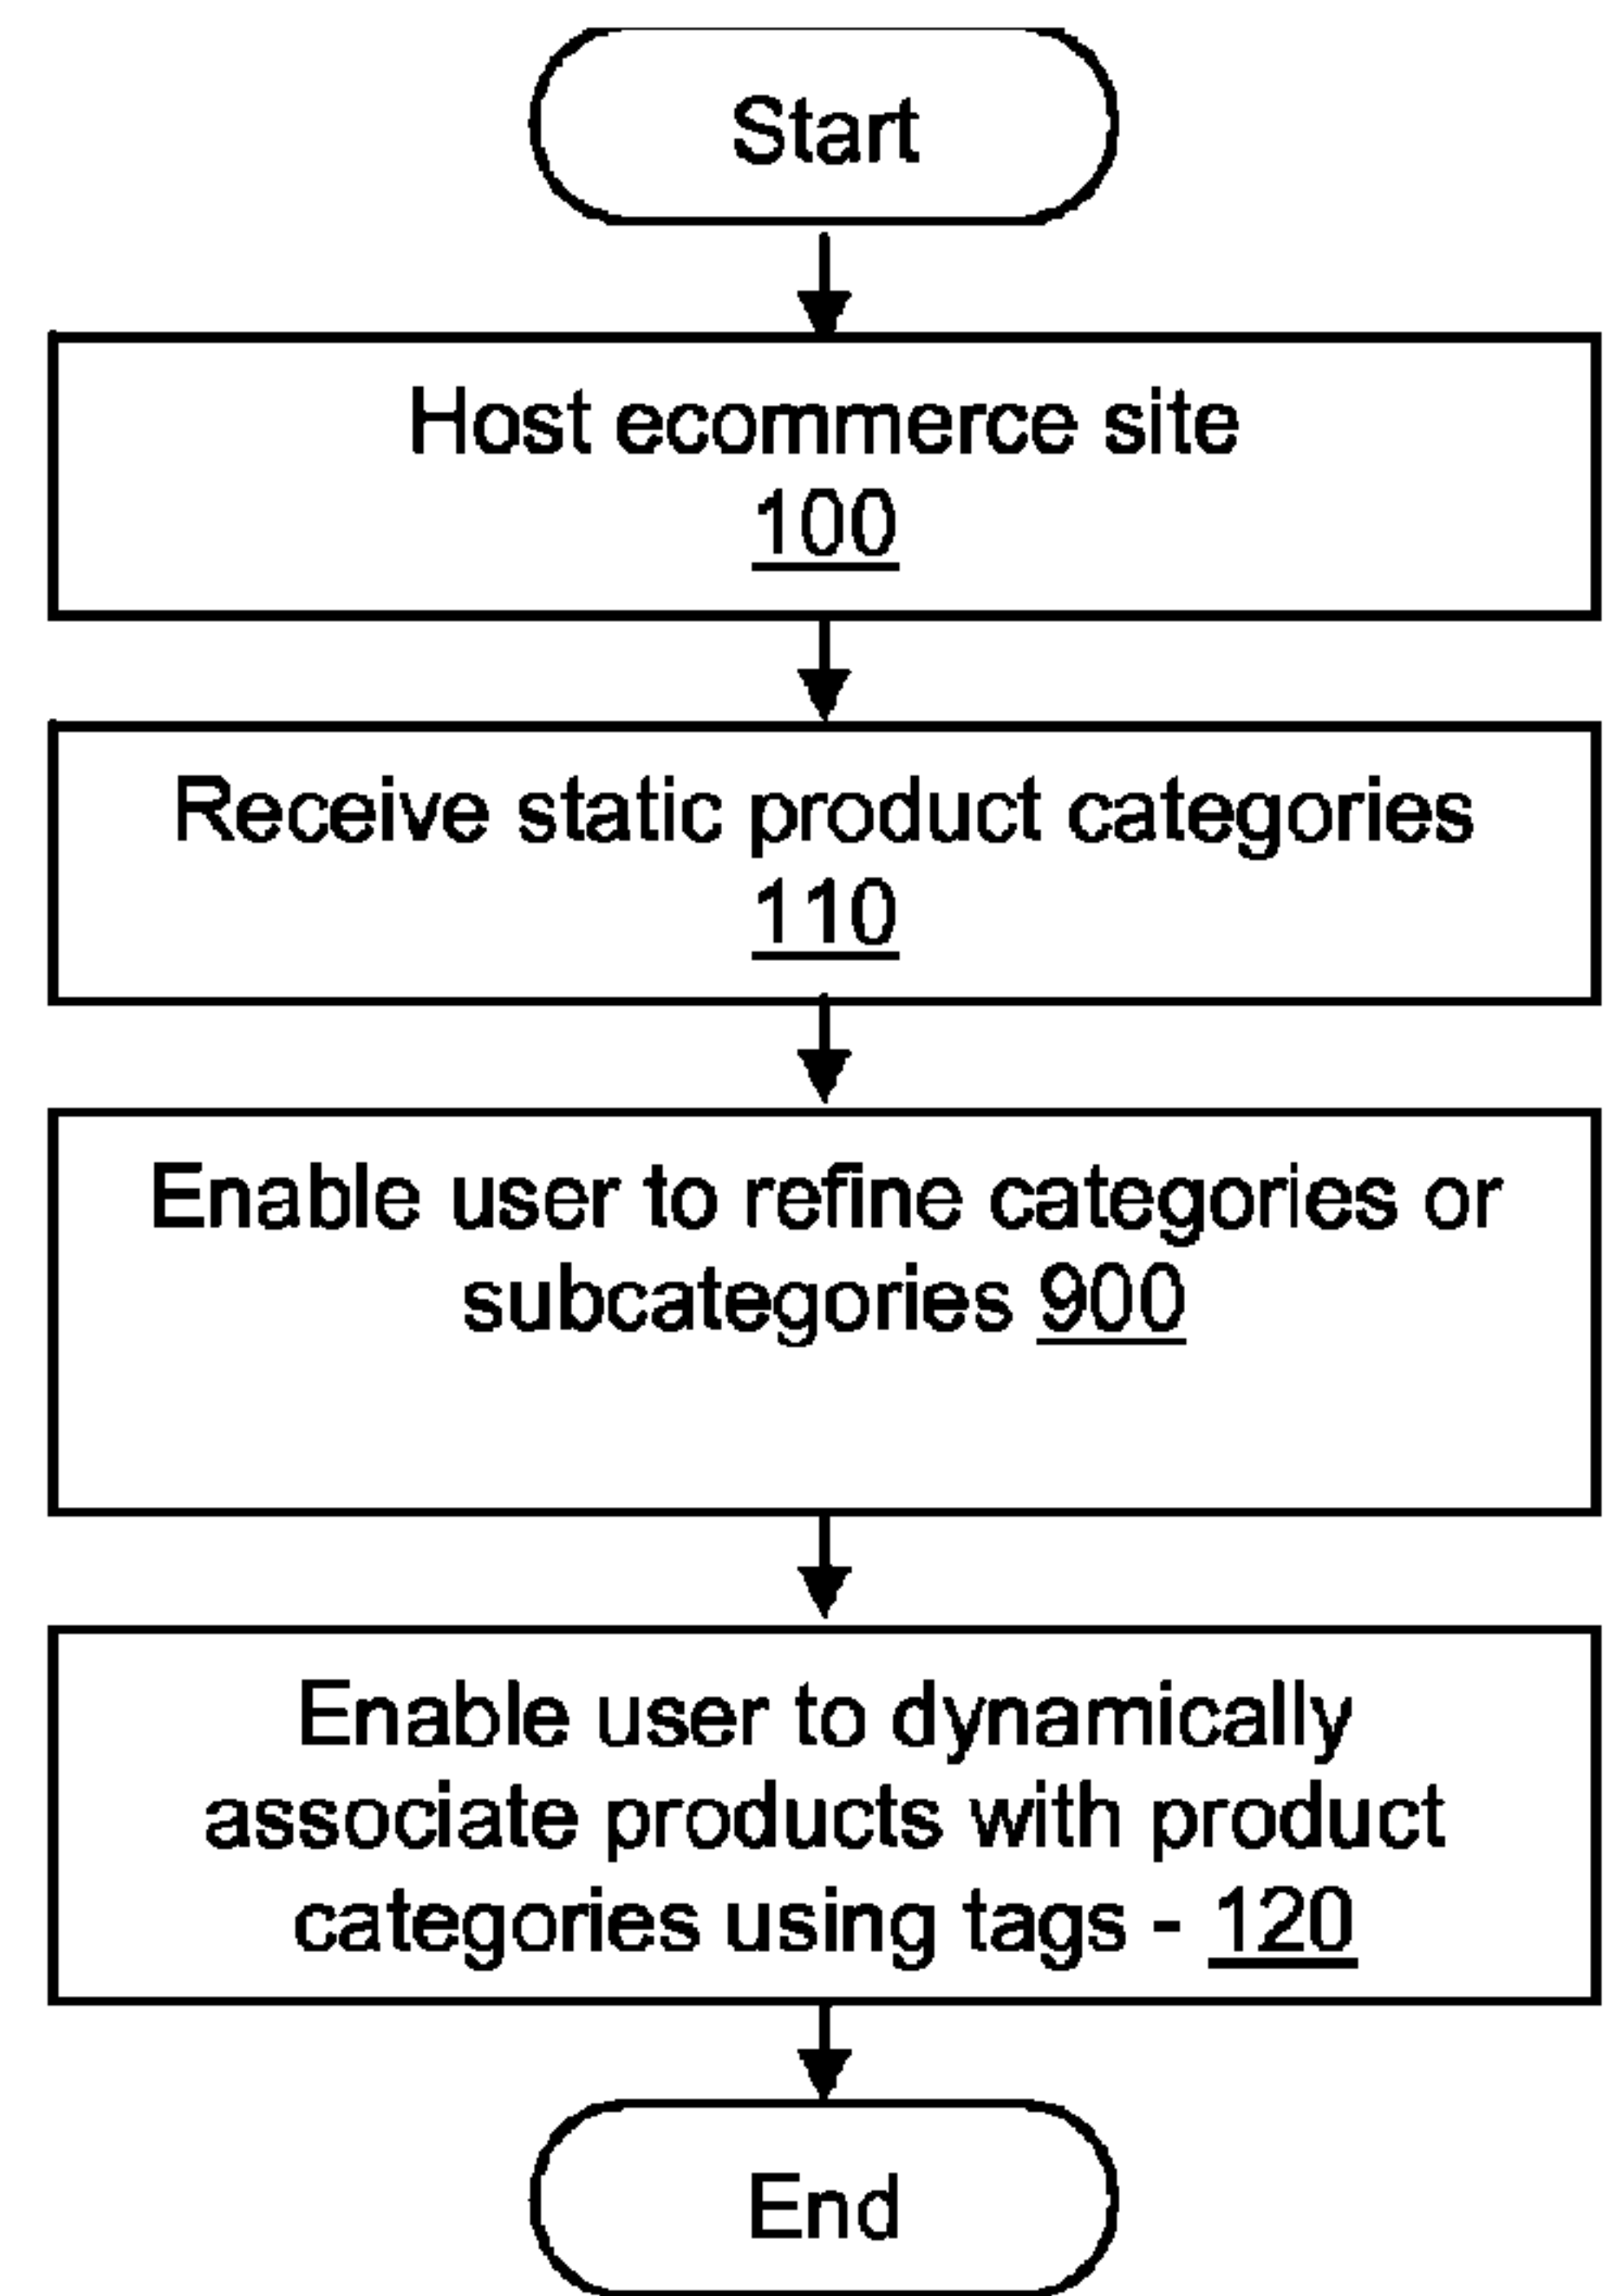 Start
Host ecommerce site
100
Receive static product categories
110
Enable user to refine categories or
subcategories 900
Enable user to dynamically
associate products with product
categories using tags - 120
End